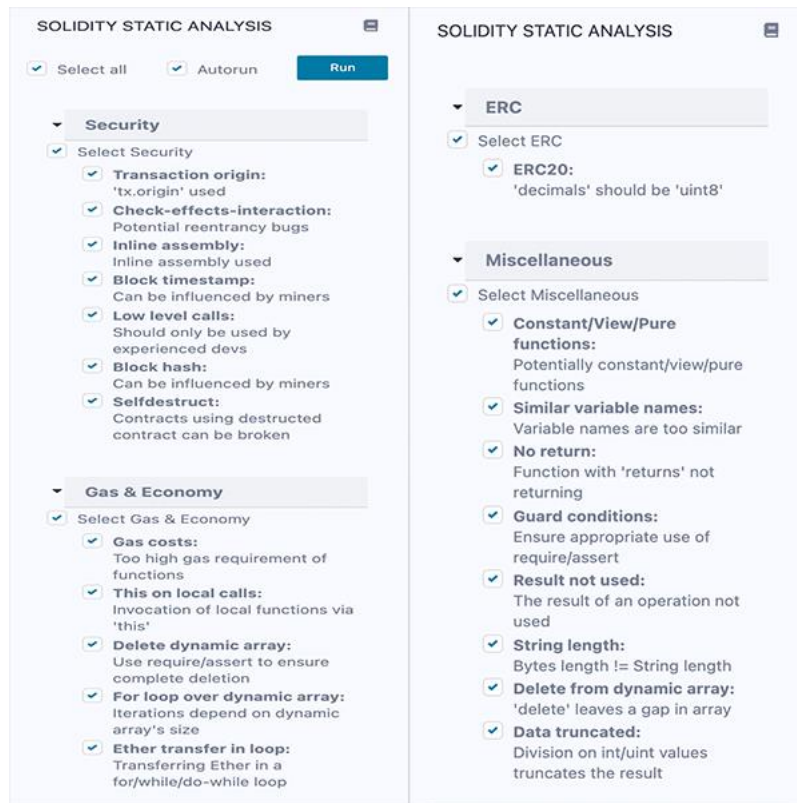 SOLIDITY STATIC ANALYSIS
Select all
Autorun
Run
Security
Select Security
Transaction origin:
'tx.origin' used
Check-effects-interaction:
Potential reentrancy bugs
Inline assembly:
Inline assembly used
Block timestamp:
Can be influenced by miners
Low level calls:
Should only be used by
experienced devs
Block hash:
Can be influenced by miners
Selfdestruct:
Contracts using destructed
contract can be broken
Gas & Economy
Select Gas & Economy
Gas costs:
Too high gas requirement of
functions
This on local calls:
Invocation of local functions via
'this'
Delete dynamic array:
Use require/assert to ensure
complete deletion
For loop over dynamic array:
Iterations depend on dynamic
array's size
Ether transfer in loop:
Transferring Ether in a
for/while/do-while loop
SOLIDITY STATIC ANALYSIS
ERC
Select ERC
ERC20:
'decimals' should be 'uint8'
Miscellaneous
Select Miscellaneous
Constant/View/Pure
functions:
Potentially constant/view/pure
functions
Similar variable names:
Variable names are too similar
No return:
Function with 'returns' not
returning
Guard conditions:
Ensure appropriate use of
require/assert
Result not used:
The result of an operation not
used
String length:
Bytes length != String length
Delete from dynamic array:
'delete' leaves a gap in array
Data truncated:
Division on int/uint values
truncates the result